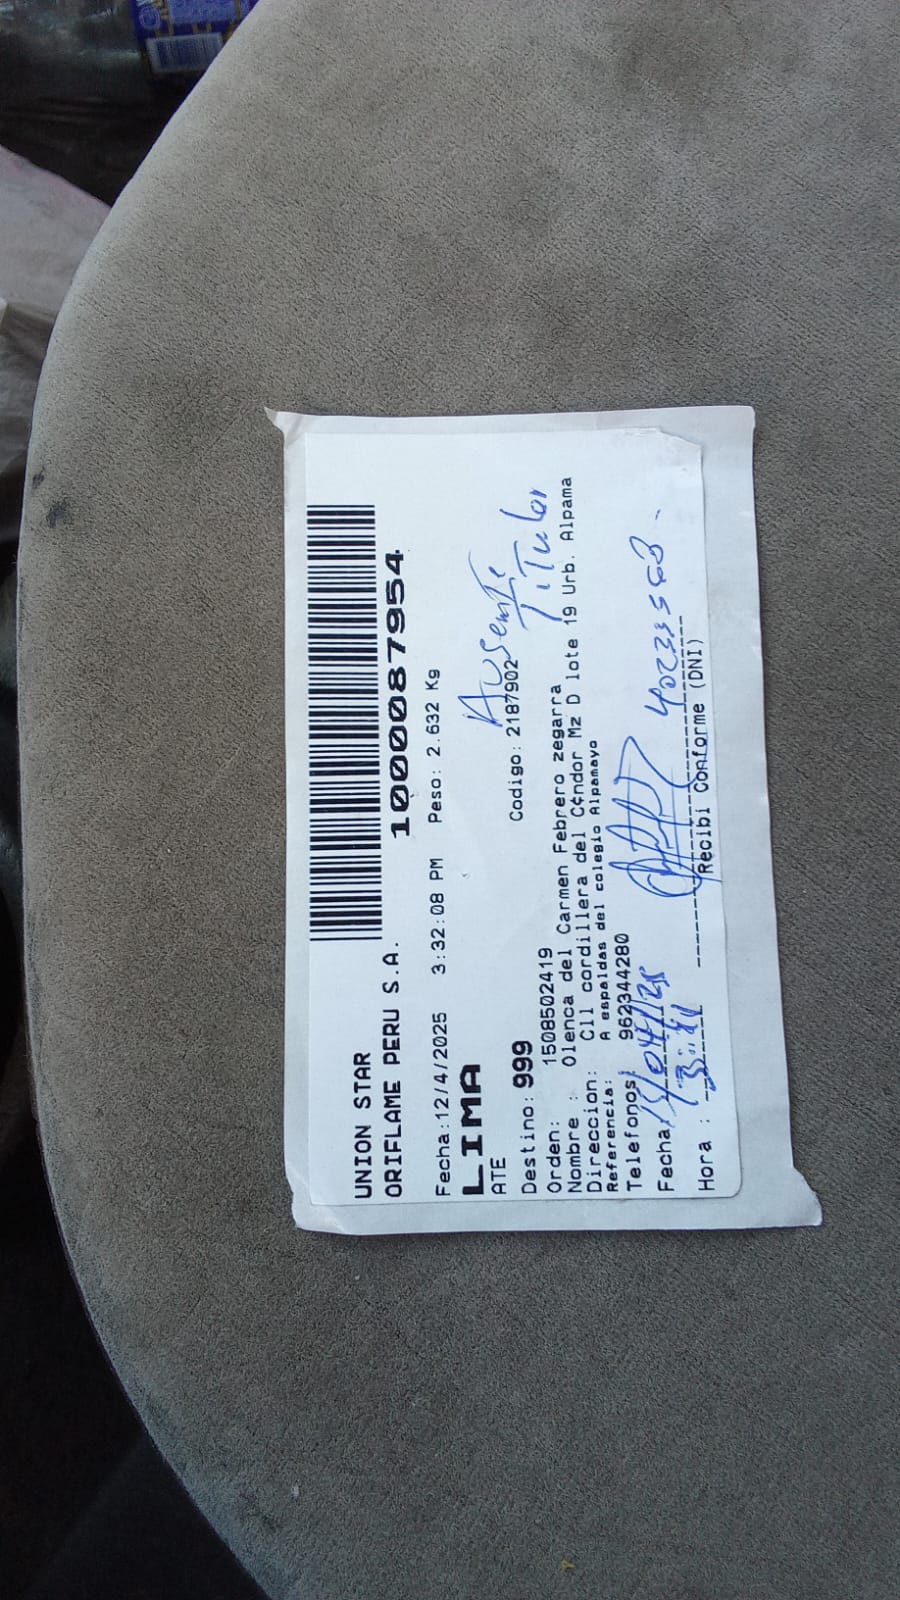 UNION STAR
ORIFLAME PERU S.A.
100087954
Fecha:12/4/2025 3:32:08 PM Peso: 2.632 Kg
LIMA
ATE
Ausente
Titular
Destino: 999 Codigo: 2187902
Orden: 1508502419
Nombre : Olenca del Carmen Febrero zegarra
Direccion: Cll cordillera del C¢ndor Mz D lote 19 Urb. Alpama
Referencia: A espaldas del colegio Alpamayo
Telefonos: 962344280
Fecha
Hora :
Recibi Conforme (DNI)